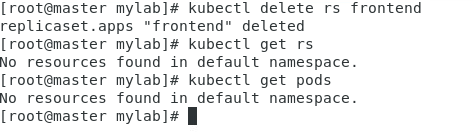 [root@master mylab]# kubectl delete rs frontend
replicaset.apps "frontend" deleted
[root@master mylab]# kubectl get rs
No resources found in default namespace.
[root@master mylab]# kubectl get pods
No resources found in default namespace.
[root@master mylab]#